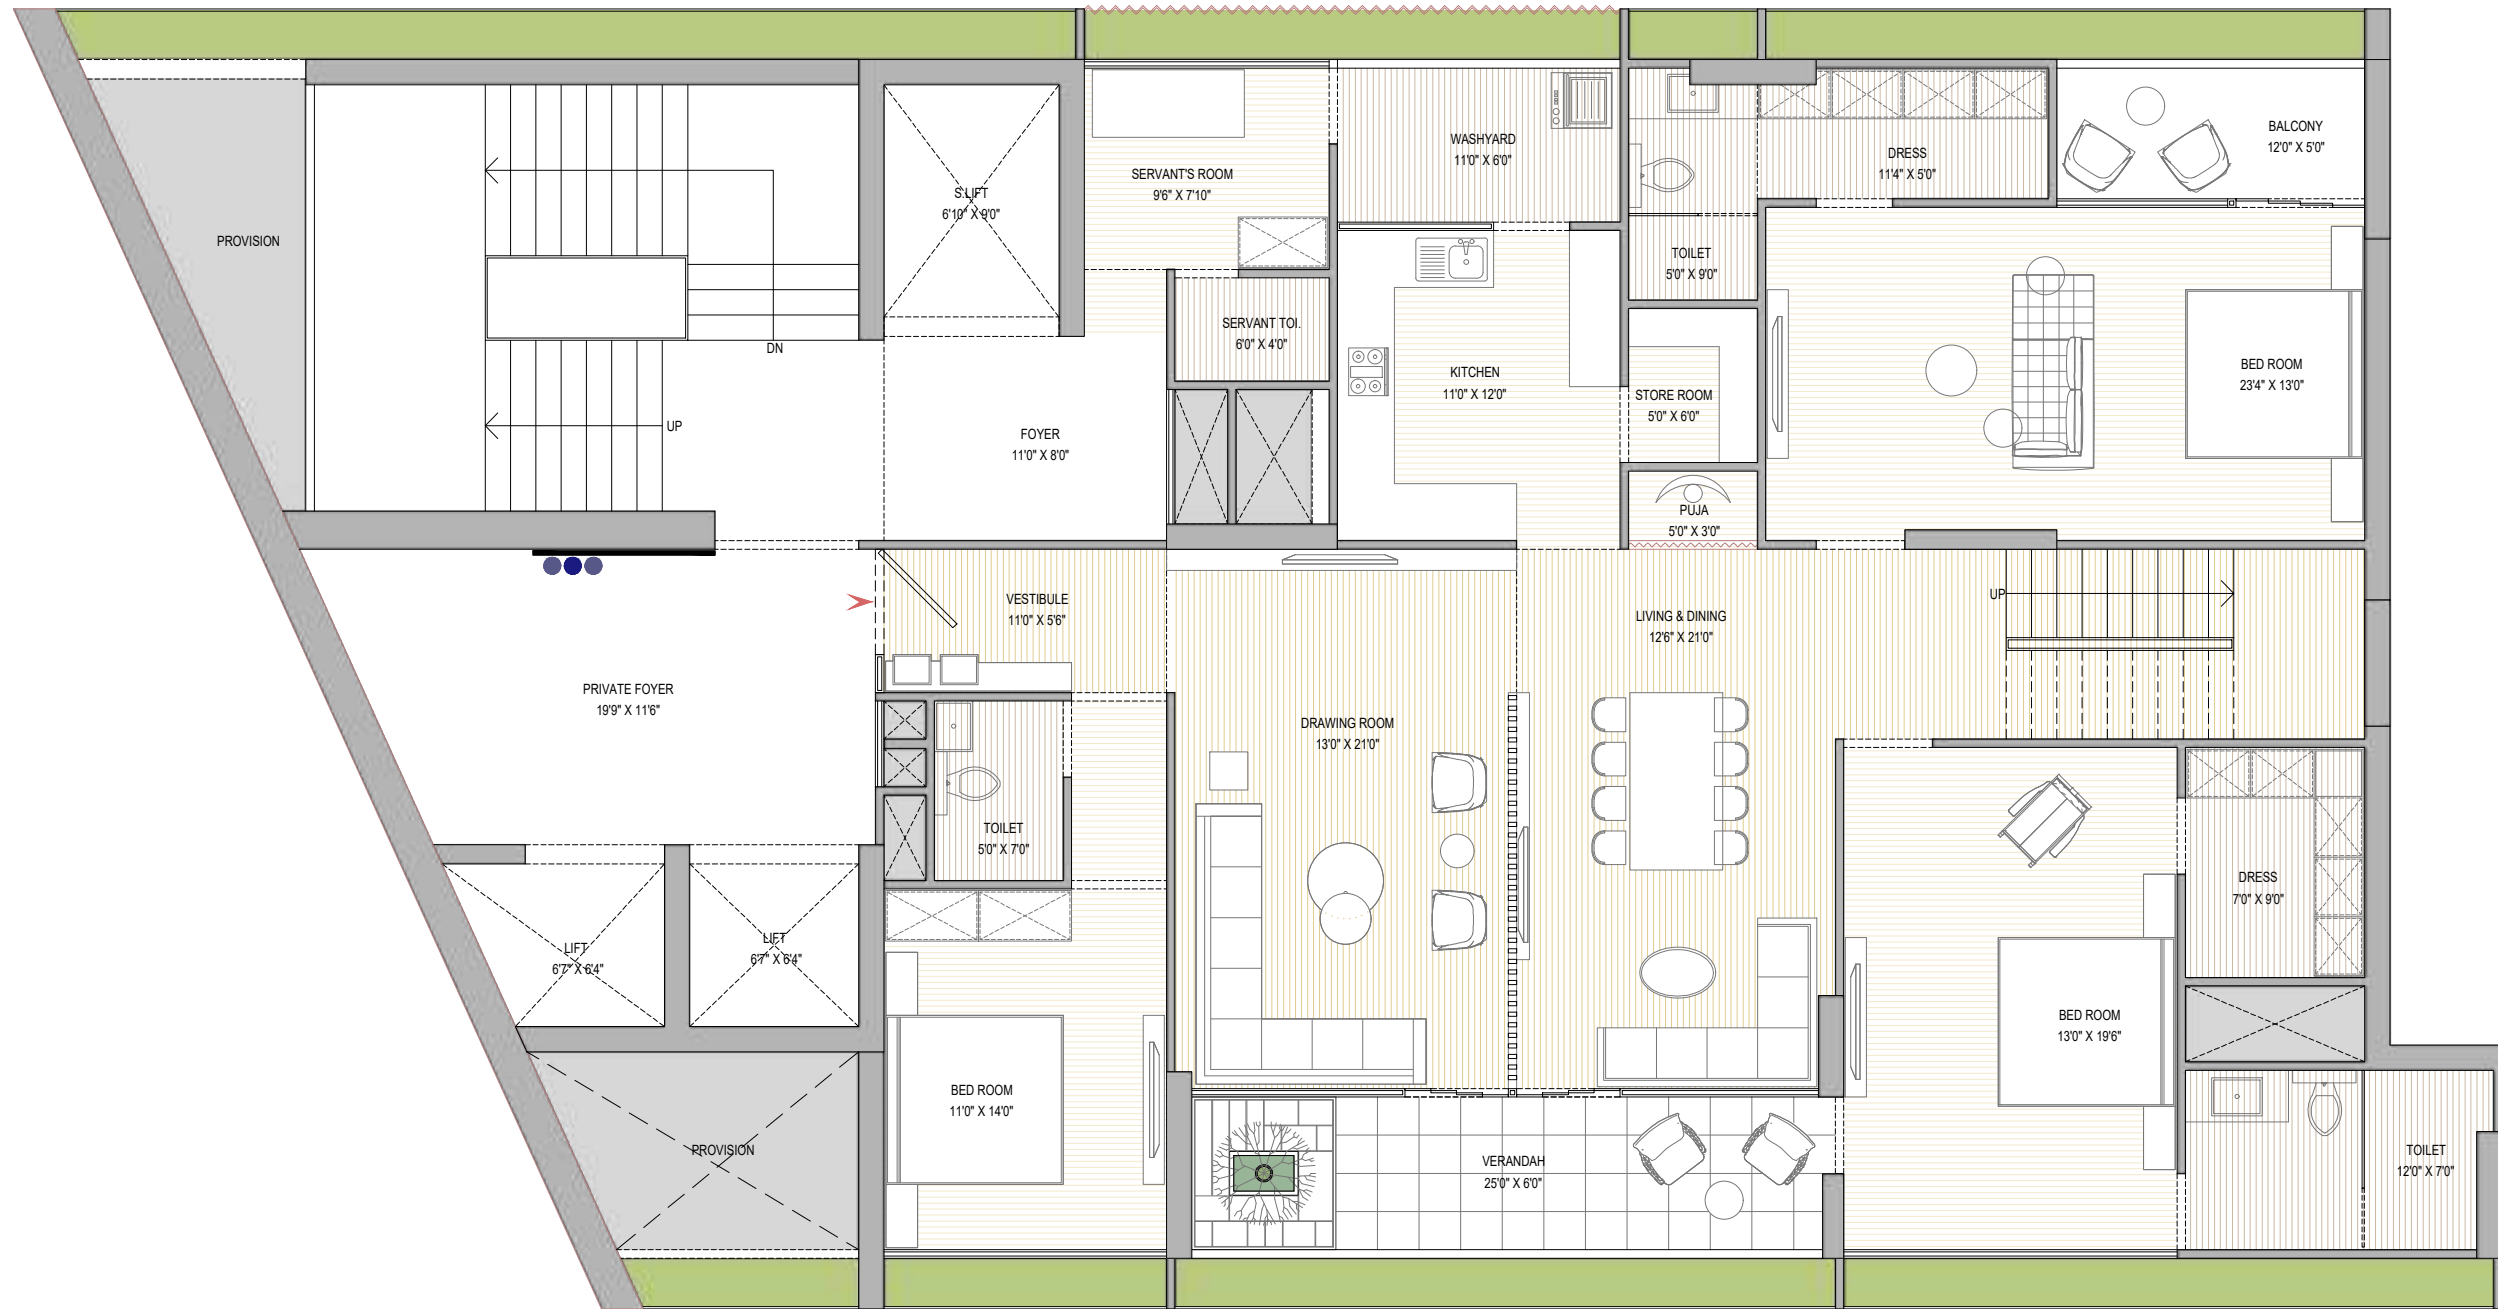 BALCONY
12'0" X 5'0"
WASHYARD
11'0" X 6'0"
DRESS
11'4" X 5'0"
SERVANT'S ROOM
9'6" X 7'10"
S.LIFT
6'10" X 9'0"
PROVISION
TOILET
5'0" X 9'0"
SERVANT TOI.
6'0" X 4'0"
DN
BED ROOM
23'4" X 13'0"
KITCHEN
11'0" X 12'0"
STORE ROOM
5'0" X 6'0"
UP
FOYER
11'0" X 8'0"
PUJA
5'0" X 3'0"
VESTIBULE
11'0" X 5'6"
UP
LIVING & DINING
12'6" X 21'0"
PRIVATE FOYER
19'9" X 11'6"
DRAWING ROOM
13'0" X 21'0"
TOILET
5'0" X 7'0"
DRESS
7'0" X 9'0"
LIFT
6'7" X 6'4"
LIFT
6'7" X 6'4"
BED ROOM
13'0" X 19'6"
BED ROOM
11'0" X 14'0"
PROVISION
VERANDAH
25'0" X 6'0"
TOILET
12'0" X 7'0"